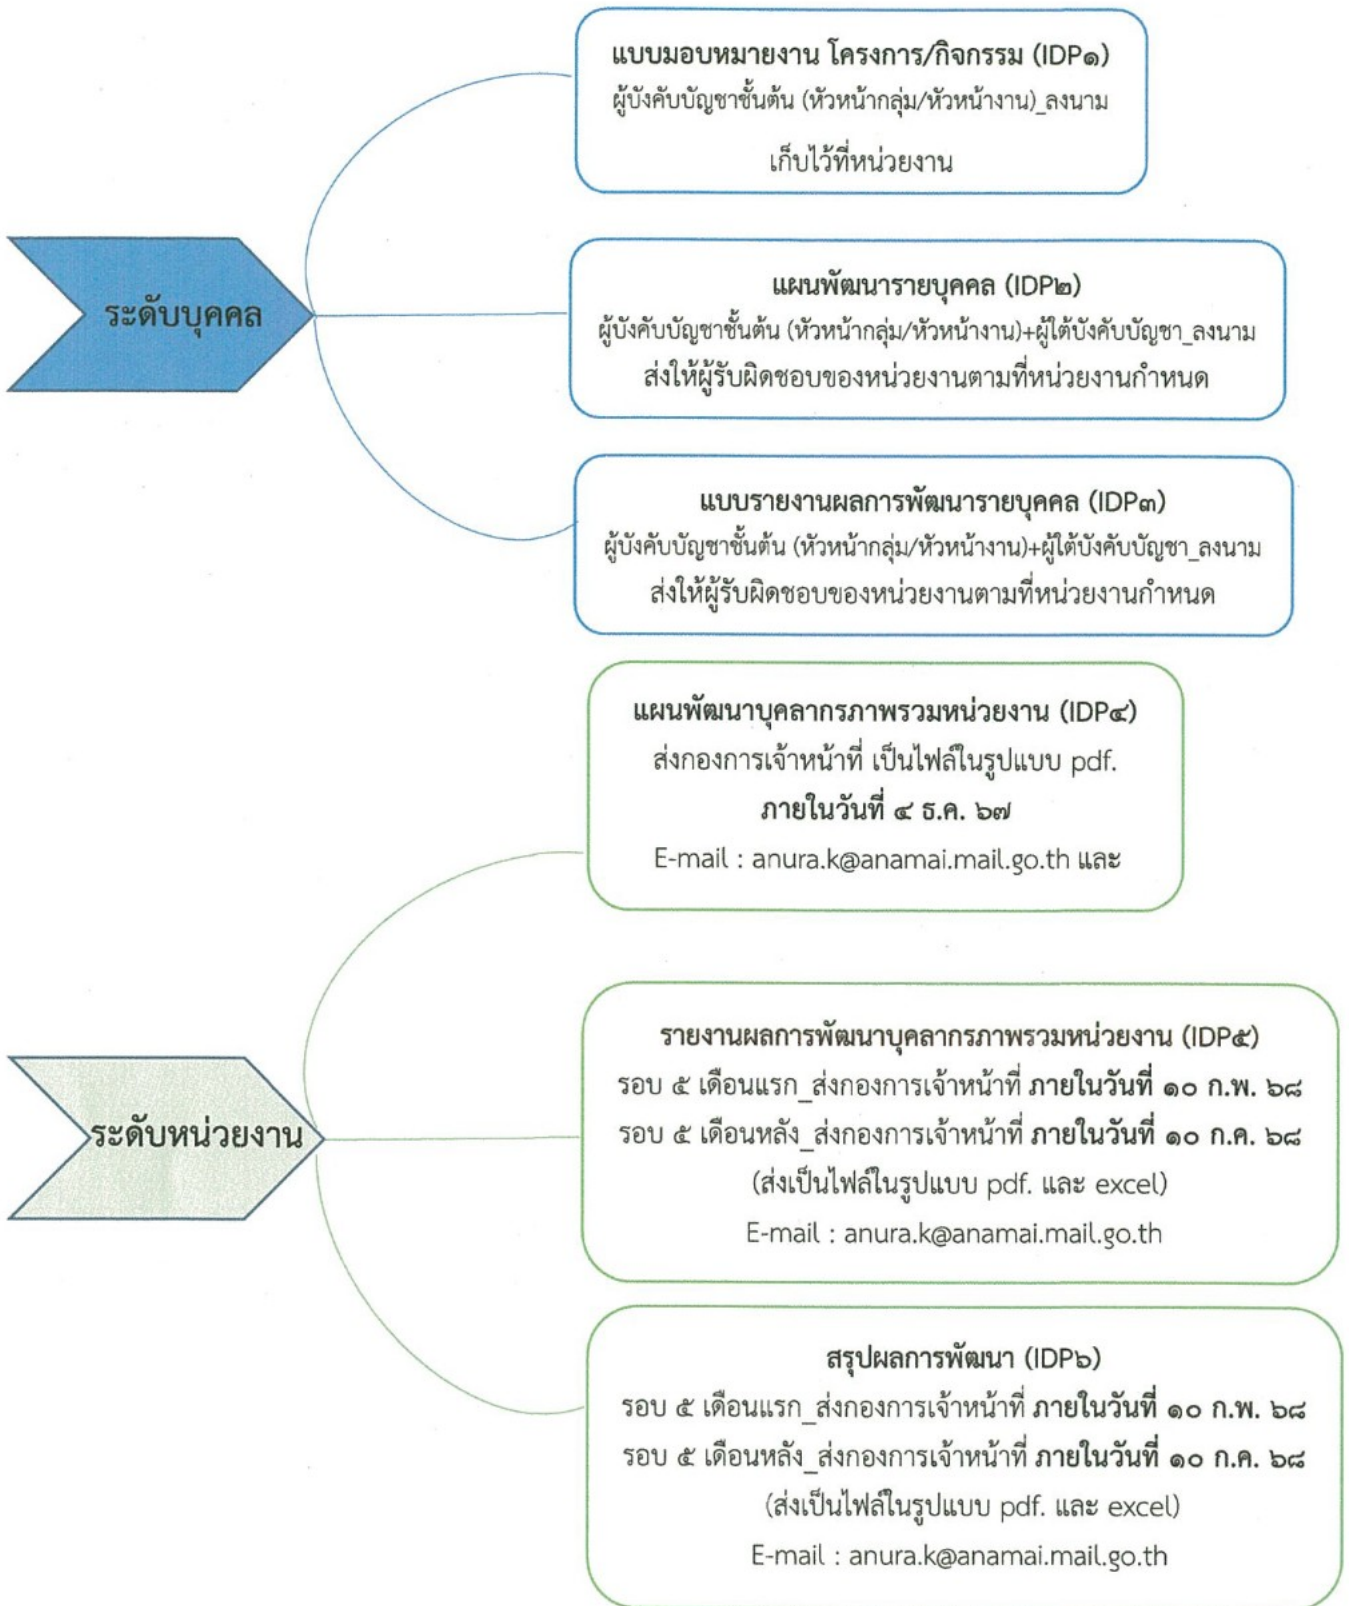 แบบมอบหมายงาน โครงการ/กิจกรรม (IDP๑)
ผู้บังคับบัญชาชั้นต้น (หัวหน้ากลุ่ม/หัวหน้างาน)_ลงนาม
เก็บไว้ที่หน่วยงาน
ระดับบุคคล
แผนพัฒนารายบุคคล (IDP๒)
ผู้บังคับบัญชาชั้นต้น (หัวหน้ากลุ่ม/หัวหน้างาน)+ผู้ใต้บังคับบัญชา_ลงนาม
ส่งให้ผู้รับผิดชอบของหน่วยงานตามที่หน่วยงานกำหนด
แบบรายงานผลการพัฒนารายบุคคล (IDP๓)
ผู้บังคับบัญชาชั้นต้น (หัวหน้ากลุ่ม/หัวหน้างาน)+ผู้ใต้บังคับบัญชา_ลงนาม
ส่งให้ผู้รับผิดชอบของหน่วยงานตามที่หน่วยงานกำหนด
แผนพัฒนาบุคลากรภาพรวมหน่วยงาน (IDP๔)
ส่งกองการเจ้าหน้าที่ เป็นไฟล์ในรูปแบบ pdf.
ภายในวันที่ ๔ ธ.ค. ๖๗
E-mail : anura.k@anamai.mail.go.th และ
ระดับหน่วยงาน
รายงานผลการพัฒนาบุคลากรภาพรวมหน่วยงาน (IDP๕)
รอบ ๕ เดือนแรก_ส่งกองการเจ้าหน้าที่ ภายในวันที่ ๑๐ ก.พ. ๖๘
รอบ ๕ เดือนหลัง_ส่งกองการเจ้าหน้าที่ ภายในวันที่ ๑๐ ก.ค. ๖๘
(ส่งเป็นไฟล์ในรูปแบบ pdf. และ excel)
E-mail : anura.k@anamai.mail.go.th
สรุปผลการพัฒนา (IDP๖)
รอบ ๕ เดือนแรก_ส่งกองการเจ้าหน้าที่ ภายในวันที่ ๑๐ ก.พ. ๖๘
รอบ ๕ เดือนหลัง_ส่งกองการเจ้าหน้าที่ ภายในวันที่ ๑๐ ก.ค. ๖๘
(ส่งเป็นไฟล์ในรูปแบบ pdf. และ excel)
E-mail : anura.k@anamai.mail.go.th